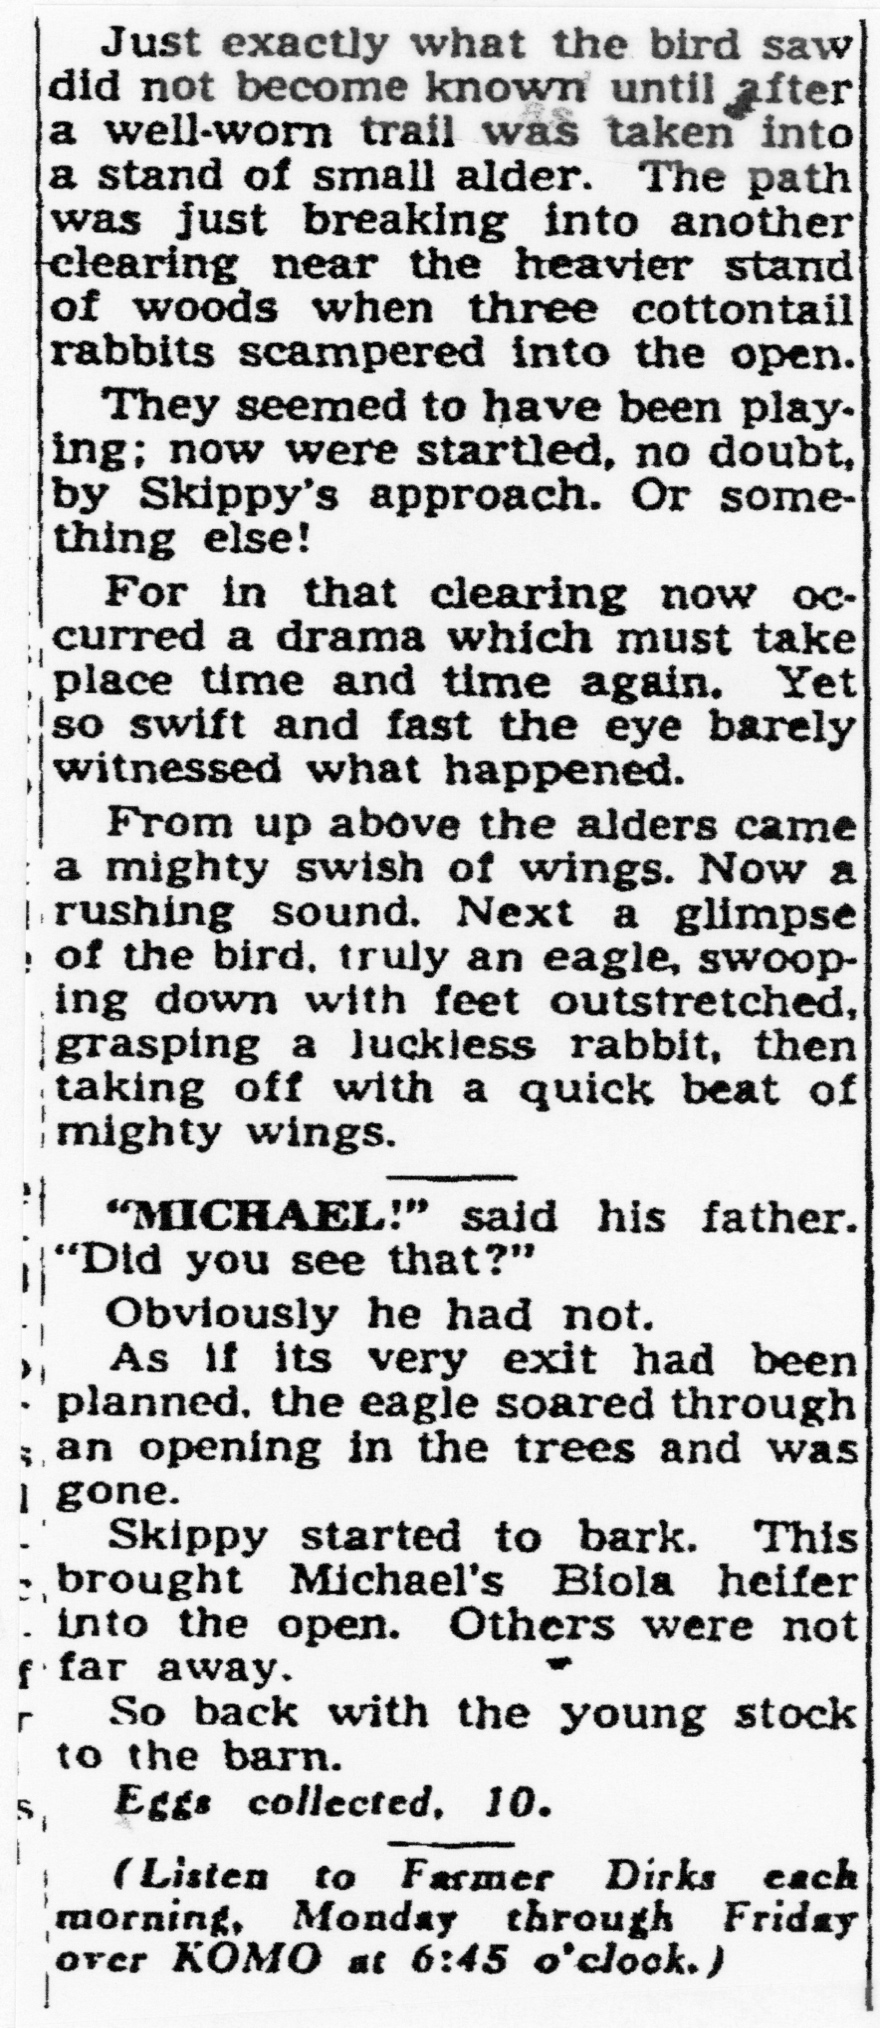 Just exactly what the bird saw
did not become known until after
a well-worn trail was taken into
a stand of small alder. The path
was just breaking into another
clearing near the heavier stand
of woods when three cottontail
rabbits scampered into the open.
They seemed to have been play-
ing; now were startled, no doubt,
by Skippy's approach. Or some-
thing else!
For in that clearing now oc-
curred a drama which must take
place time and time again. Yet
so swift and fast the eye barely
witnessed what happened.
From up above the alders came
a mighty swish of wings. Now a
rushing sound. Next a glimpse
of the bird, truly an eagle, swoop-
ing down with feet outstretched,
grasping a luckless rabbit, then
taking off with a quick beat of
mighty wings.
"MICHAEL!" said his father.
"Did you see that?"
Obviously he had not.
As if its very exit had been
planned, the eagle soared through
an opening in the trees and was
gone.
Skippy started to bark. This
brought Michael's Biola heifer
into the open. Others were not
far away.
So back with the young stock
to the barn.
Eggs collected, 10.
(Listen to Farmer Dirks each
morning, Monday through Friday
over KOMO at 6:45 o'clock.)